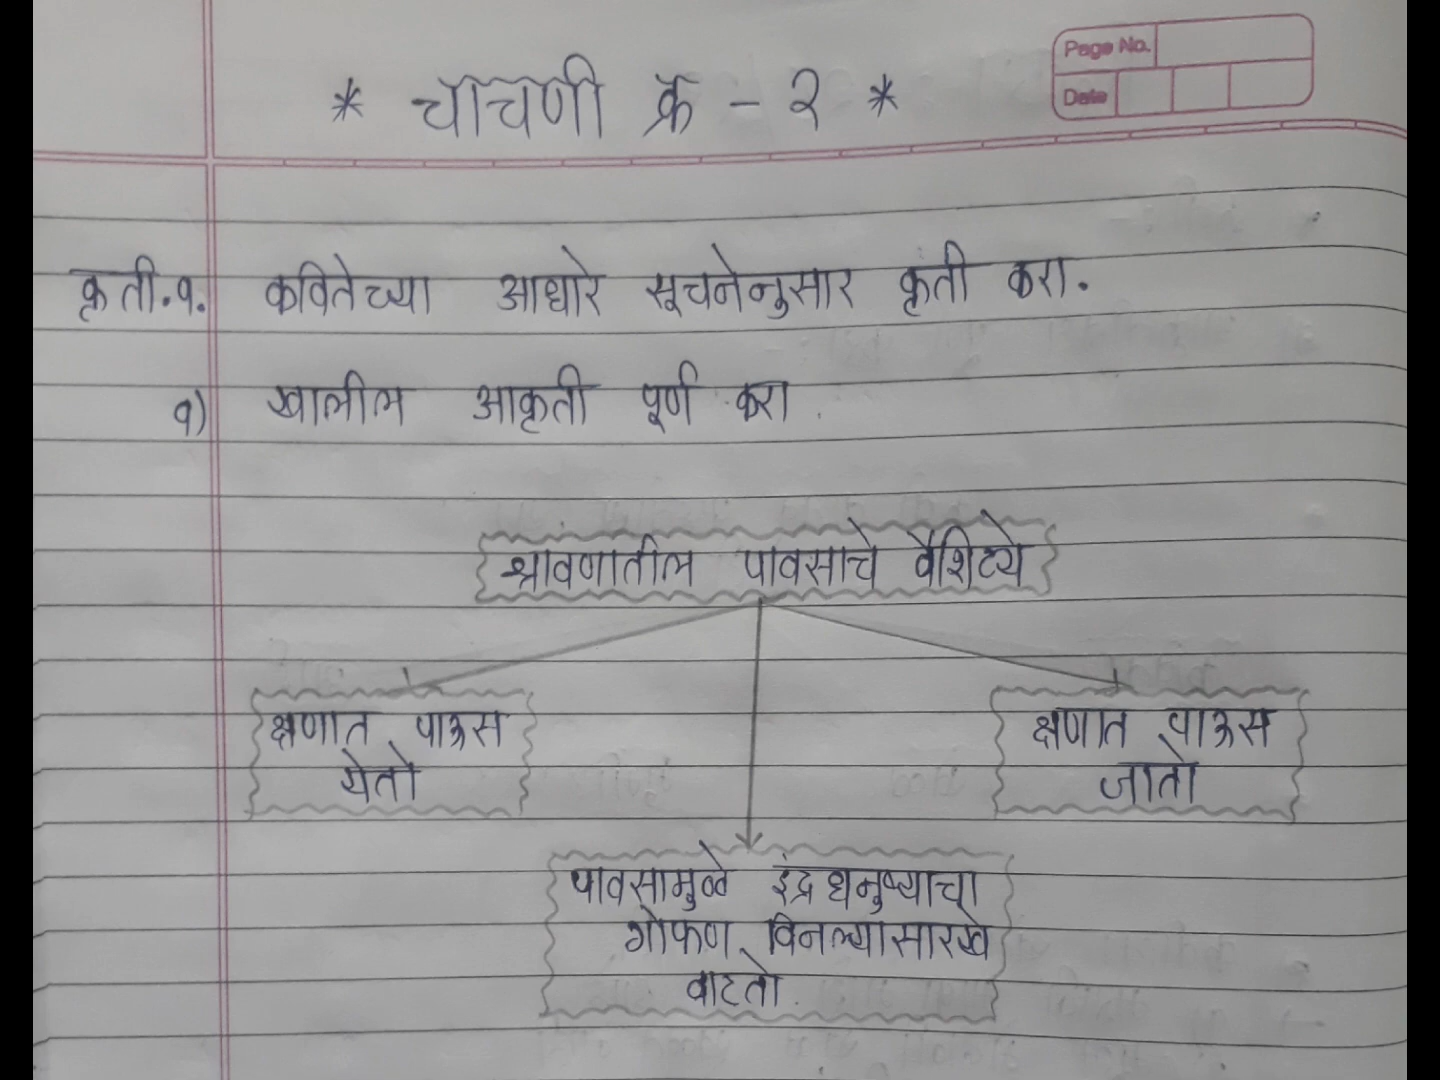 Page No.
Date
* चाचणी क्र - २ *
कृती.१. कवितेच्या आधारे सूचनेनुसार कृती करा.
१) खालील आकृती पूर्ण करा.
श्रावणातील पावसाचे वैशिट्ये
क्षणात पाऊस
येतो
क्षणात पाऊस
जातो
पावसामुळे इंद्रधनुष्याचा
गोफण विनल्यासारखे
वाटतो.